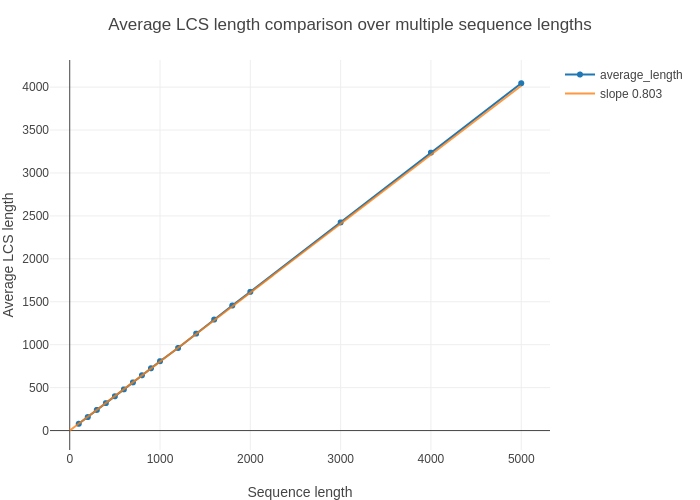 Average LCS length comparison over multiple sequence lengths
average_length
slope 0.803
Average LCS length
4000
3500
3000
2500
2000
1500
1000
500
0
0 1000 2000 3000 4000 5000
Sequence length